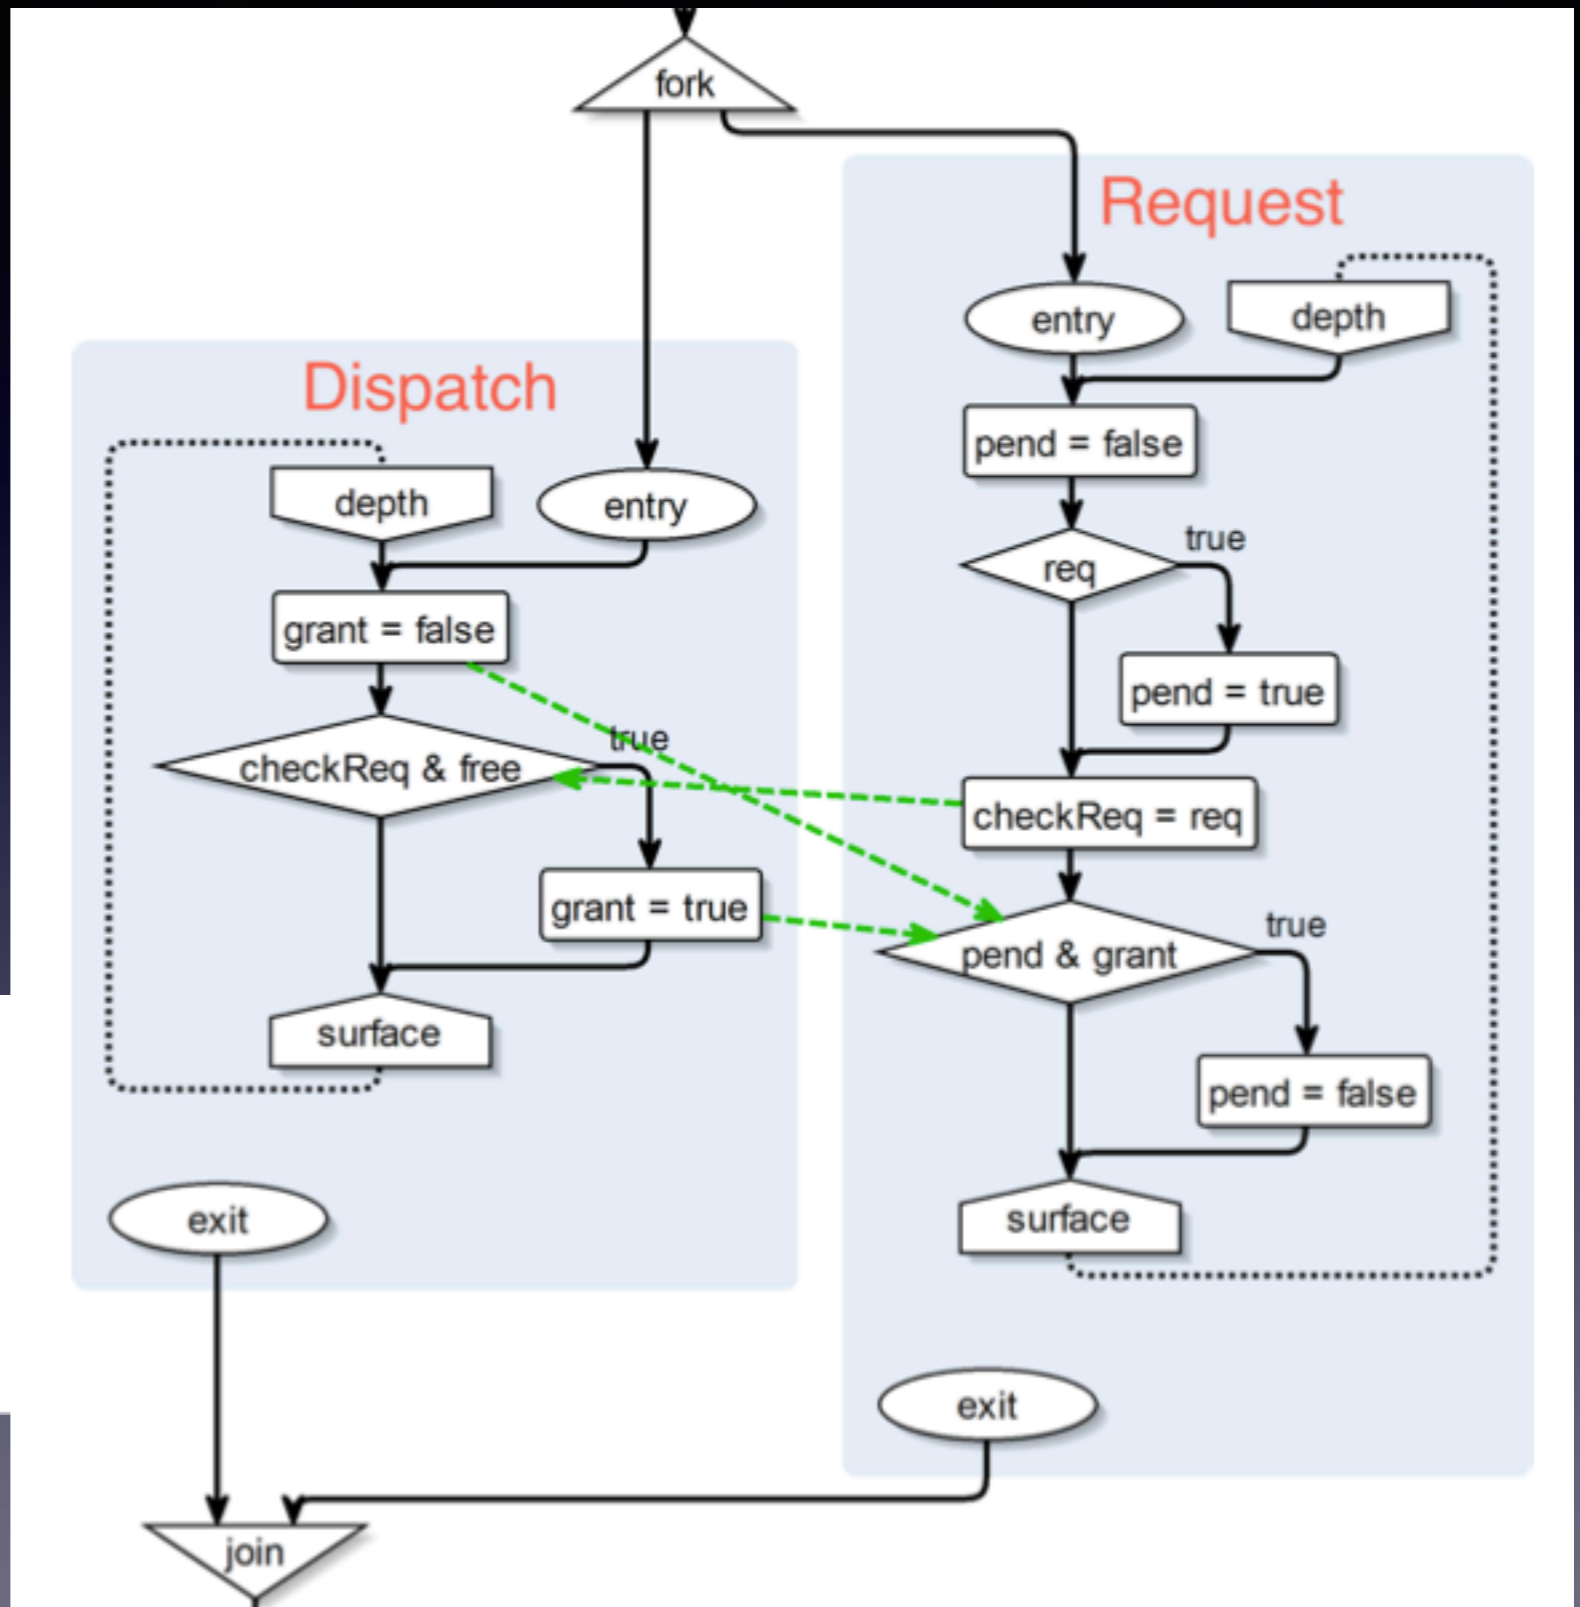 fork
Request
entry
depth
pend = false
req
true
pend = true
checkReq = req
pend & grant
true
pend = false
surface
exit
Dispatch
depth
entry
grant = false
checkReq & free
true
grant = true
surface
exit
join